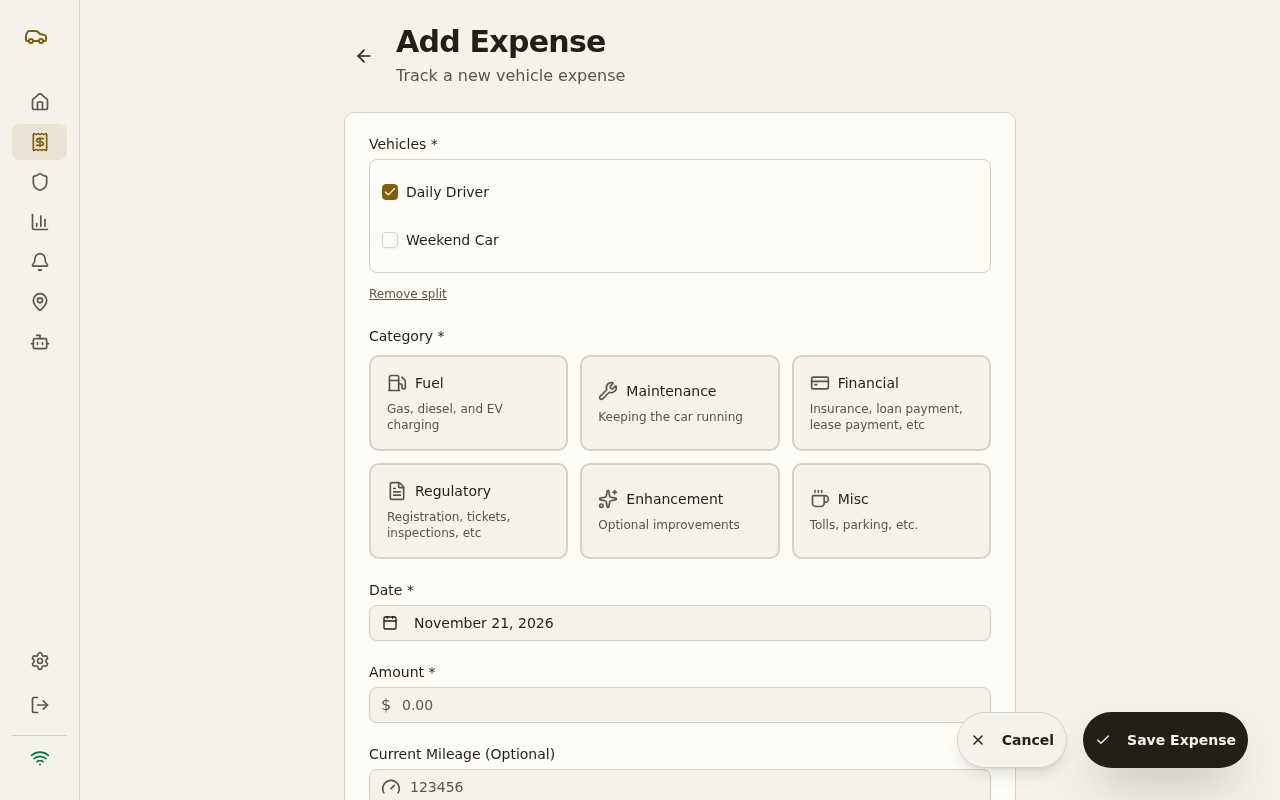 Add Expense
Track a new vehicle expense
Vehicles *
Daily Driver
Weekend Car
Remove split
Category *
Fuel
Gas, diesel, and EV
charging
Maintenance
Keeping the car running
Financial
Insurance, loan payment,
lease payment, etc
Regulatory
Registration, tickets,
inspections, etc
Enhancement
Optional improvements
Misc
Tolls, parking, etc.
Date *
November 21, 2026
Amount *
$ 0.00
Cancel
Save Expense
Current Mileage (Optional)
123456